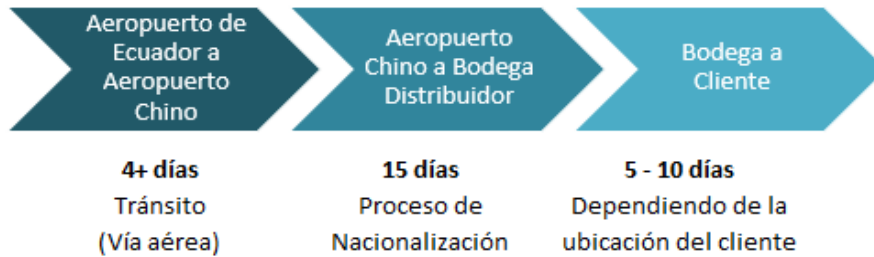 Aeropuerto de
Ecuador a
Aeropuerto
Chino
Aeropuerto
Chino a Bodega
Distribuidor
Bodega a
Cliente
4+ días
Tránsito
(Vía aérea)
15 días
Proceso de
Nacionalización
5 - 10 días
Dependiendo de la
ubicación del cliente